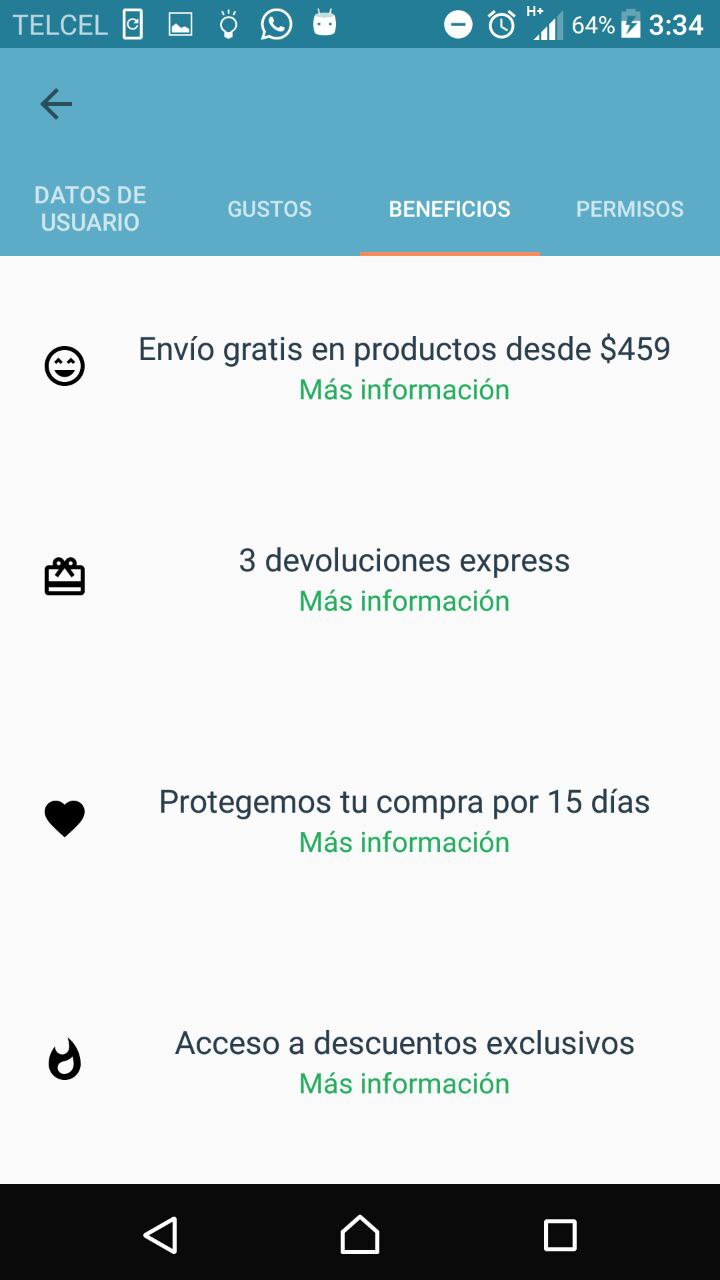 TELCEL H+ 64% 3:34
DATOS DE
USUARIO
GUSTOS
BENEFICIOS
PERMISOS
Envío gratis en productos desde $459
Más información
3 devoluciones express
Más información
Protegemos tu compra por 15 días
Más información
Acceso a descuentos exclusivos
Más información